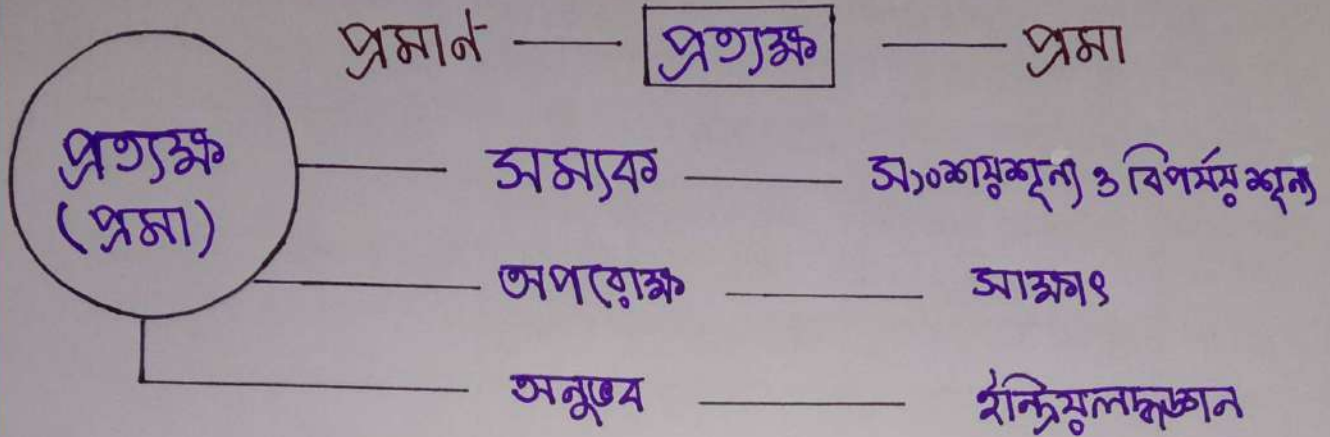 প্রমান — প্রত্যক্ষ — প্রমা
প্রত্যক্ষ
(প্রমা)
সম্যক — সংশয়শূন্য ও বিপর্যয়শূন্য
অপরোক্ষ — সাক্ষাৎ
অনুভব — ইন্দ্রিয়লব্ধজ্ঞান